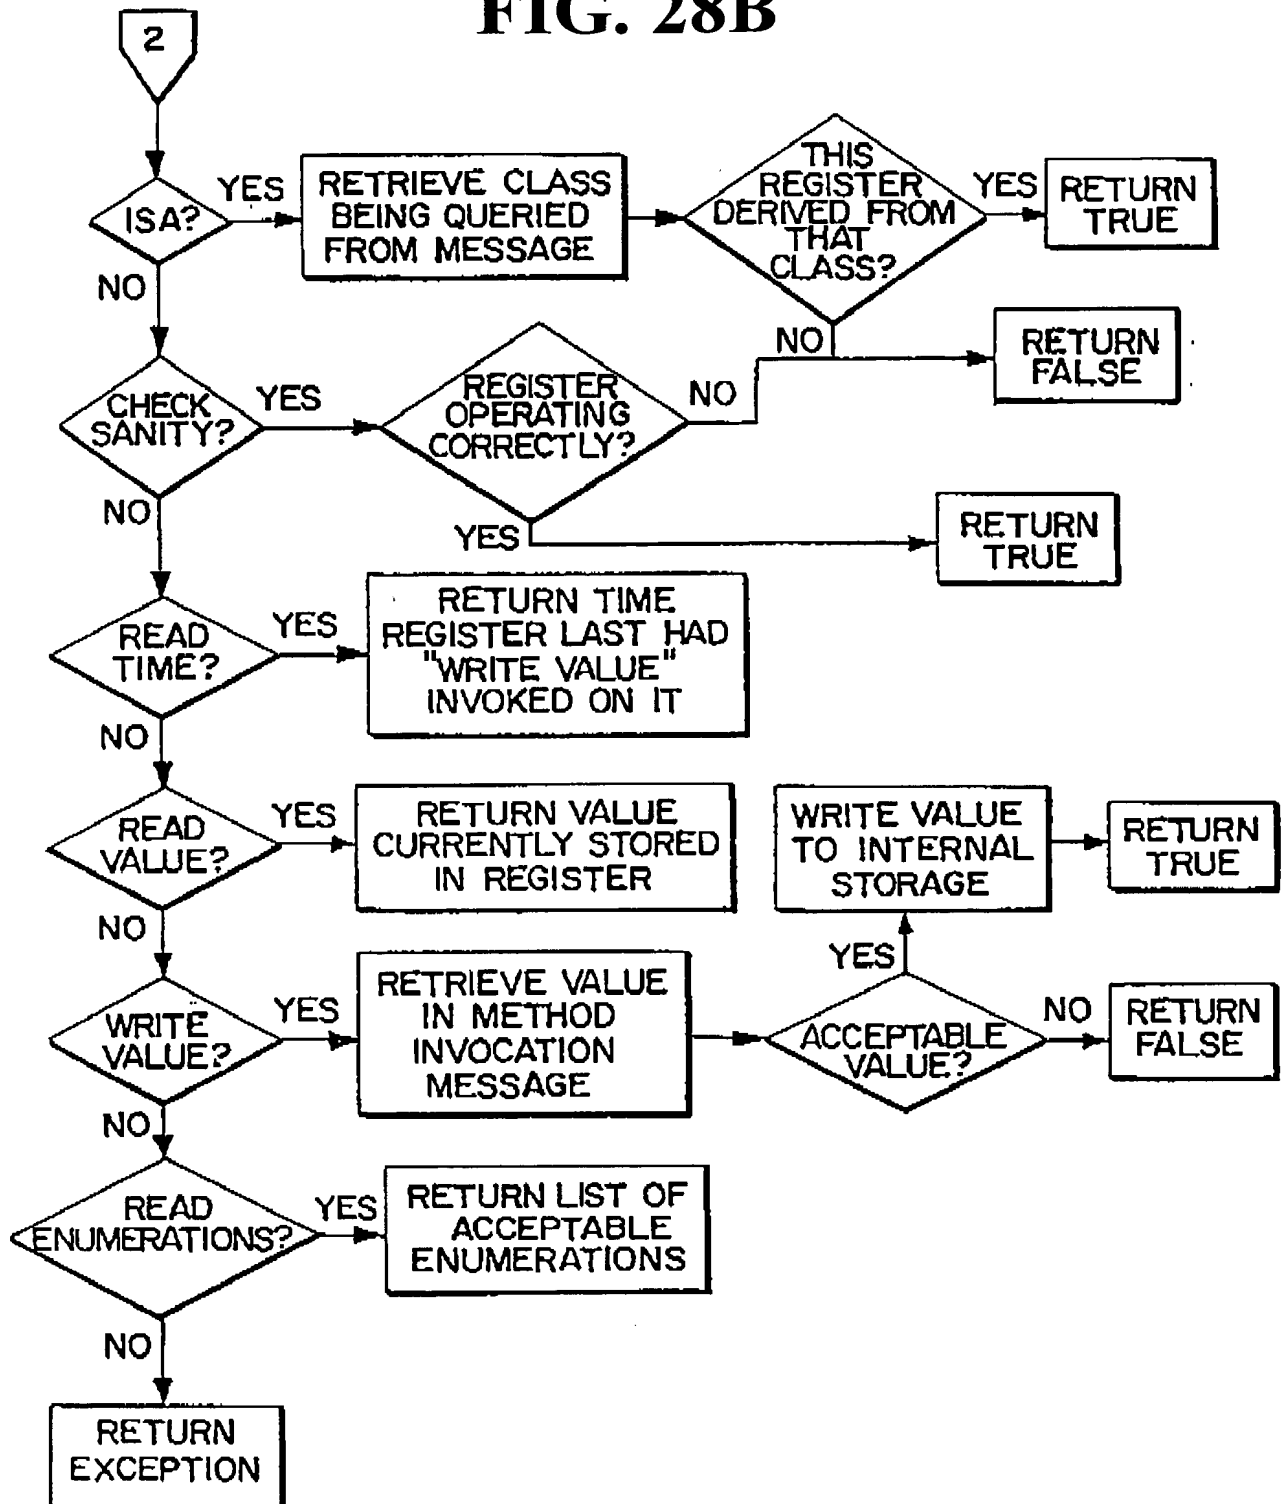 FIG. 28B
2
ISA?
YES
RETRIEVE CLASS
BEING QUERIED
FROM MESSAGE
THIS
REGISTER
DERIVED FROM
THAT
CLASS?
YES
RETURN
TRUE
NO
NO
RETURN
FALSE
CHECK
SANITY?
YES
REGISTER
OPERATING
CORRECTLY?
NO
NO
YES
RETURN
TRUE
READ
TIME?
YES
RETURN TIME
REGISTER LAST HAD
"WRITE VALUE"
INVOKED ON IT
NO
READ
VALUE?
YES
RETURN VALUE
CURRENTLY STORED
IN REGISTER
WRITE VALUE
TO INTERNAL
STORAGE
RETURN
TRUE
NO
YES
WRITE
VALUE?
YES
RETRIEVE VALUE
IN METHOD
INVOCATION
MESSAGE
ACCEPTABLE
VALUE?
NO
RETURN
FALSE
NO
READ
ENUMERATIONS?
YES
RETURN LIST OF
ACCEPTABLE
ENUMERATIONS
NO
RETURN
EXCEPTION